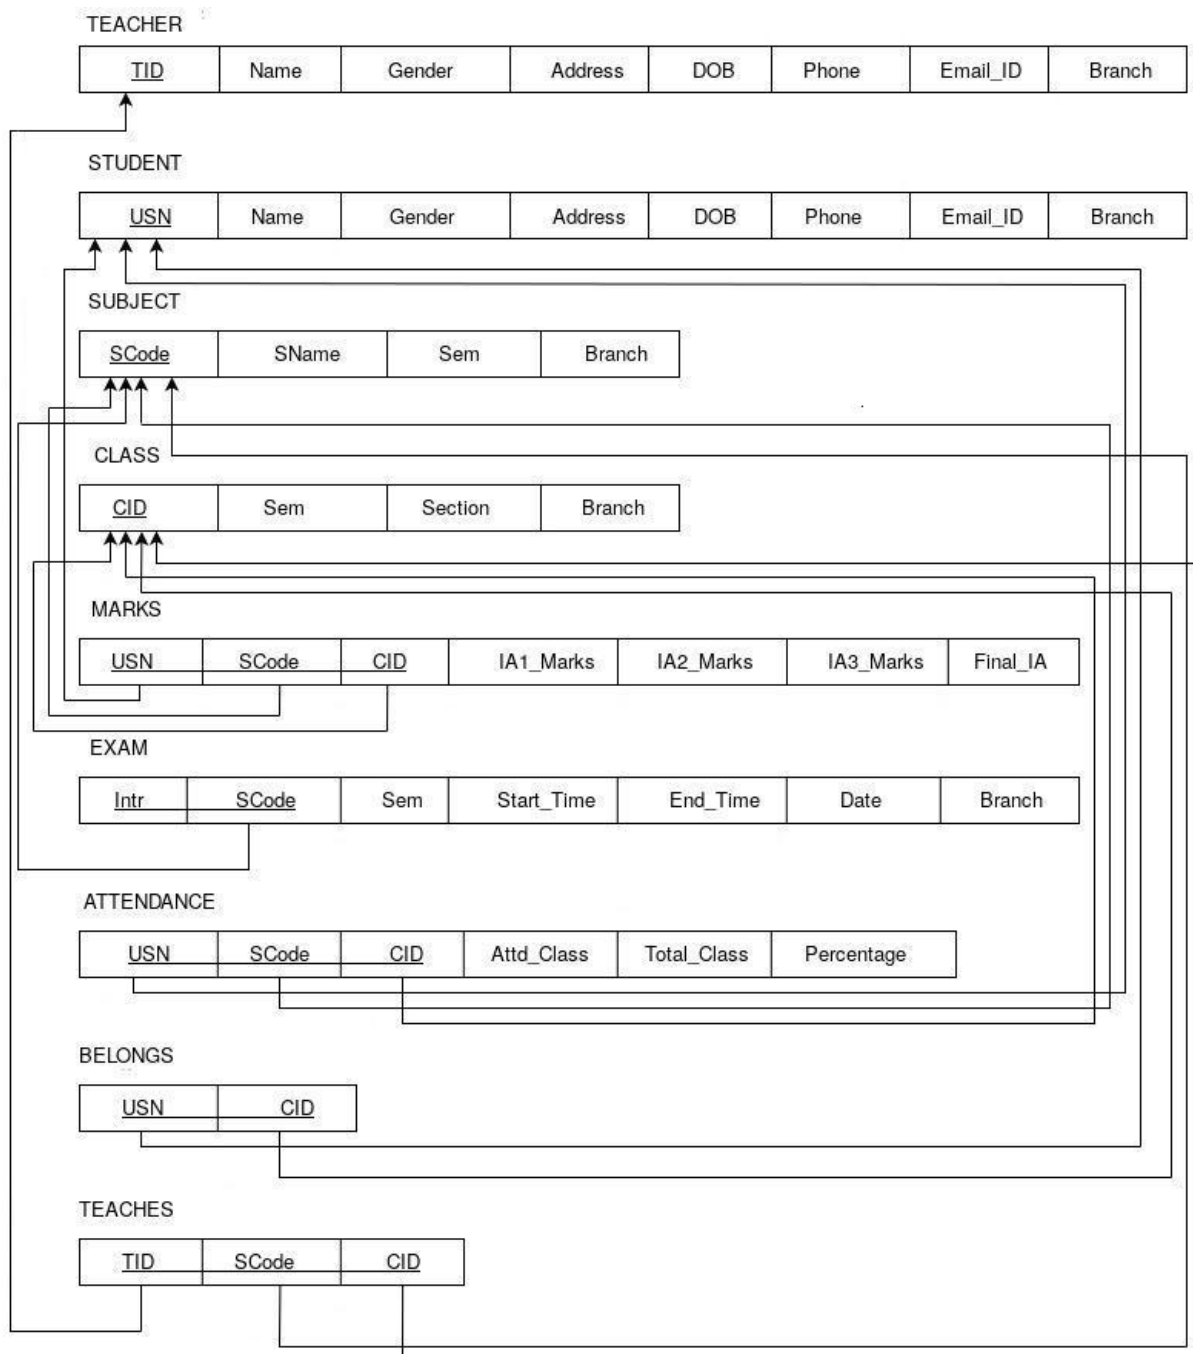 TEACHER
TID Name Gender Address DOB Phone Email_ID Branch
STUDENT
USN Name Gender Address DOB Phone Email_ID Branch
SUBJECT
SCode SName Sem Branch
CLASS
CID Sem Section Branch
MARKS
USN SCode CID IA1_Marks IA2_Marks IA3_Marks Final_IA
EXAM
Intr SCode Sem Start_Time End_Time Date Branch
ATTENDANCE
USN SCode CID Attd_Class Total_Class Percentage
BELONGS
USN CID
TEACHES
TID SCode CID